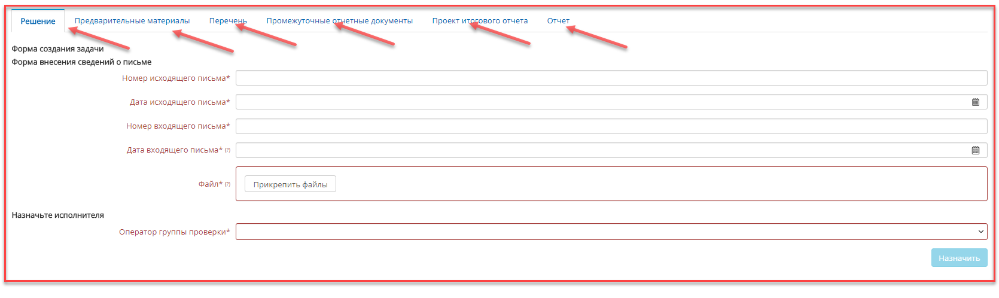 Решение Предварительные материалы Перечень Промежуточные отчетные документы Проект итогового отчета Отчет
Форма создания задачи
Форма внесения сведений о письме
Номер исходящего письма*
Дата исходящего письма*
Номер входящего письма*
Дата входящего письма* (?)
Файл* (?) Прикрепить файлы
Назначьте исполнителя
Оператор группы проверки*
Назначить